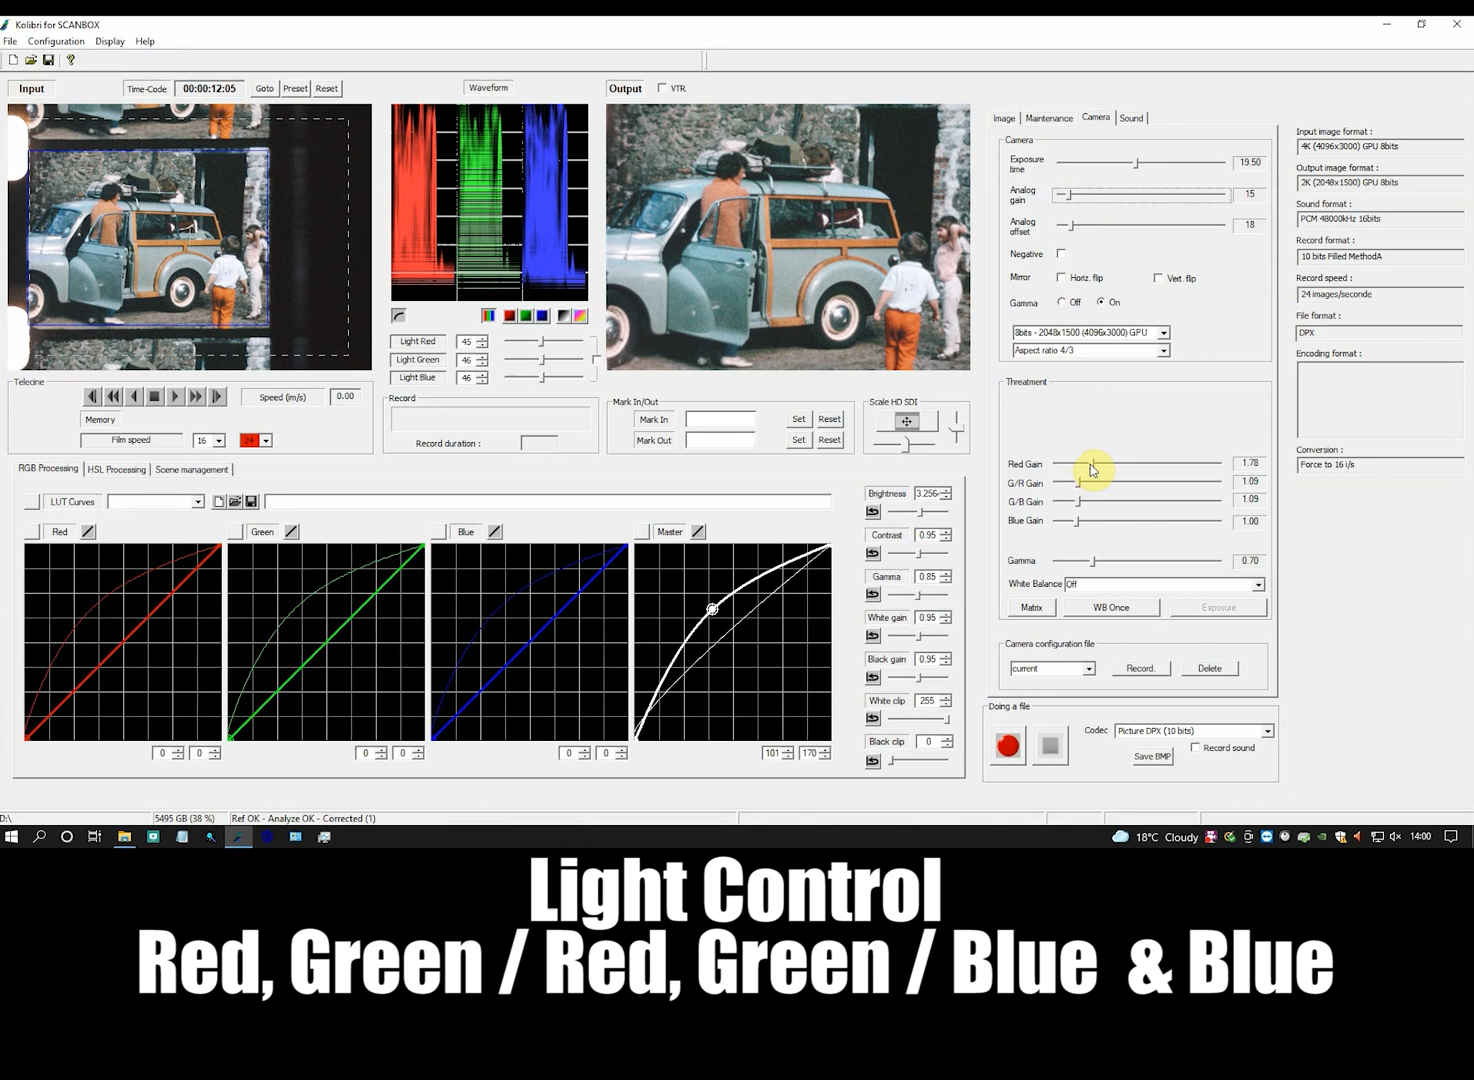 Kolibri for SCANBOX
File Configuration Display Help
Input Time-Code 00:00:12:05 Goto Preset Reset
Waveform
Output VTR
Light Red 45
Light Green 46
Light Blue 46
Telecine
Speed (im/s) 0.00
Memory
Film speed 16 24
Record
Record duration :
Mark In/Out
Mark In Set Reset
Mark Out Set Reset
Scale HD SDI
Image Maintenance Camera Sound
Camera
Exposure time 19.50
Analog gain 15
Analog offset 18
Negative
Mirror Horiz. flip Vert. flip
Gamma Off On
8bits - 2048x1500 (4096x3000) GPU
Aspect ratio 4/3
Threatment
Red Gain 1.78
G/R Gain 1.09
G/B Gain 1.09
Blue Gain 1.00
Gamma 0.70
White Balance Off
Matrix WB Once Exposure
Camera configuration file
current Record. Delete
Doing a file
Codec Picture DPX (10 bits)
Save BMP Record sound
Input image format :
4K (4096x3000) GPU 8bits
Output image format :
2K (2048x1500) GPU 8bits
Sound format :
PCM 48000kHz 16bits
Record format :
10 bits Filled MethodA
Record speed :
24 images/seconde
File format :
DPX
Encoding format :
Conversion :
Force to 16 i/s
RGB Processing HSL Processing Scene management
LUT Curves
Red Green Blue Master
0 0 0 0 0 0 101 170
Brightness 3.256
Contrast 0.95
Gamma 0.85
White gain 0.95
Black gain 0.95
White clip 255
Black clip 0
D:\ 5495 GB (38 %) Ref OK - Analyze OK - Corrected (1)
18°C Cloudy 14:00
Light Control
Red, Green / Red, Green / Blue & Blue